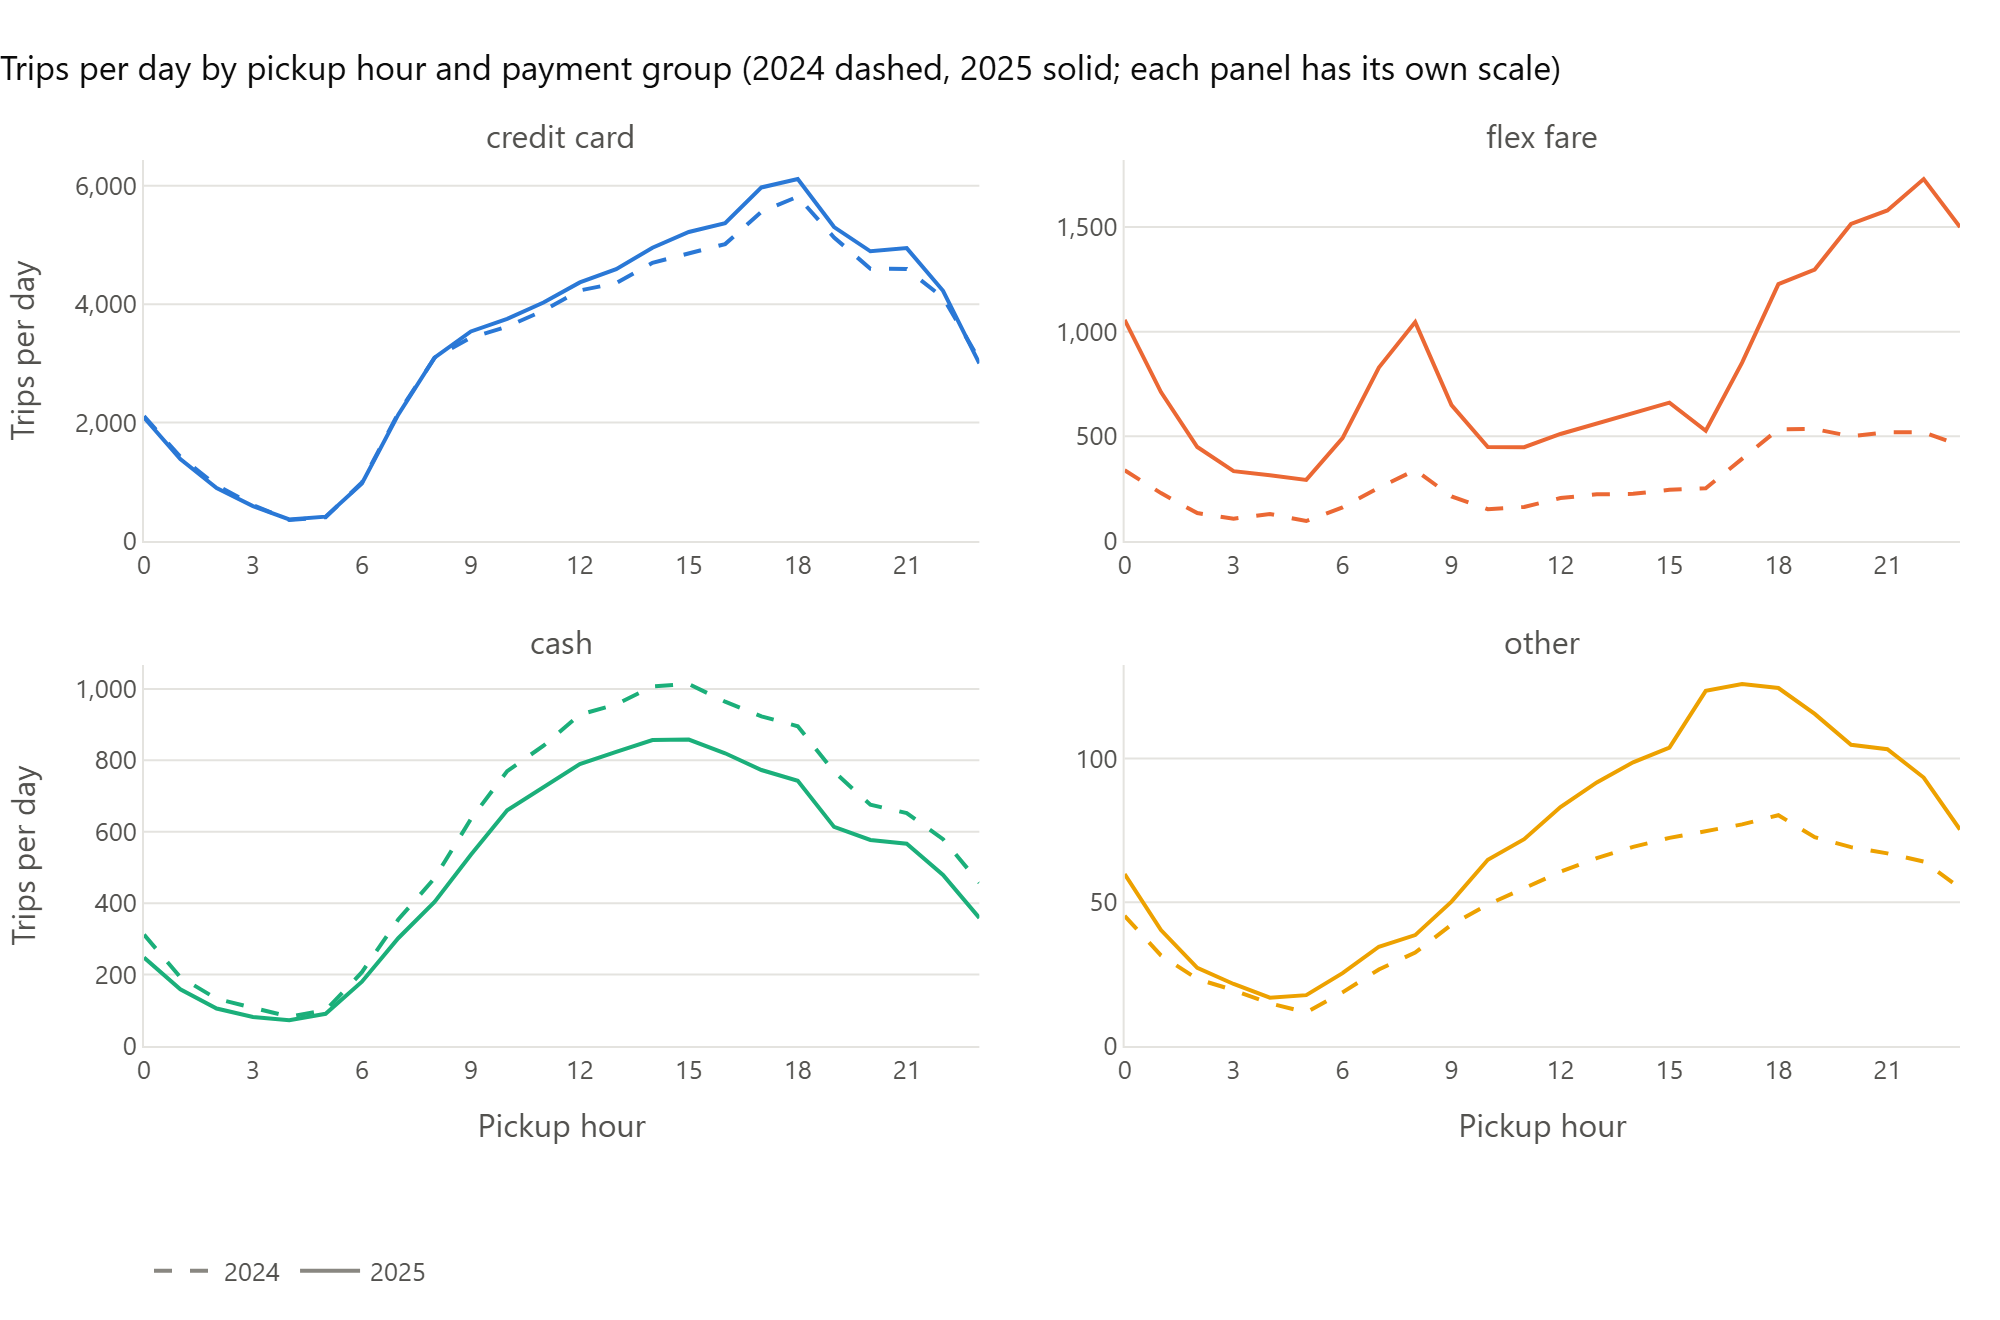 Trips per day by pickup hour and payment group (2024 dashed, 2025 solid; each panel has its own scale)
credit card
Trips per day
6,000
4,000
2,000
0
0 3 6 9 12 15 18 21
flex fare
1,500
1,000
500
0
0 3 6 9 12 15 18 21
cash
Trips per day
1,000
800
600
400
200
0
0 3 6 9 12 15 18 21
Pickup hour
other
100
50
0
0 3 6 9 12 15 18 21
Pickup hour
2024 2025